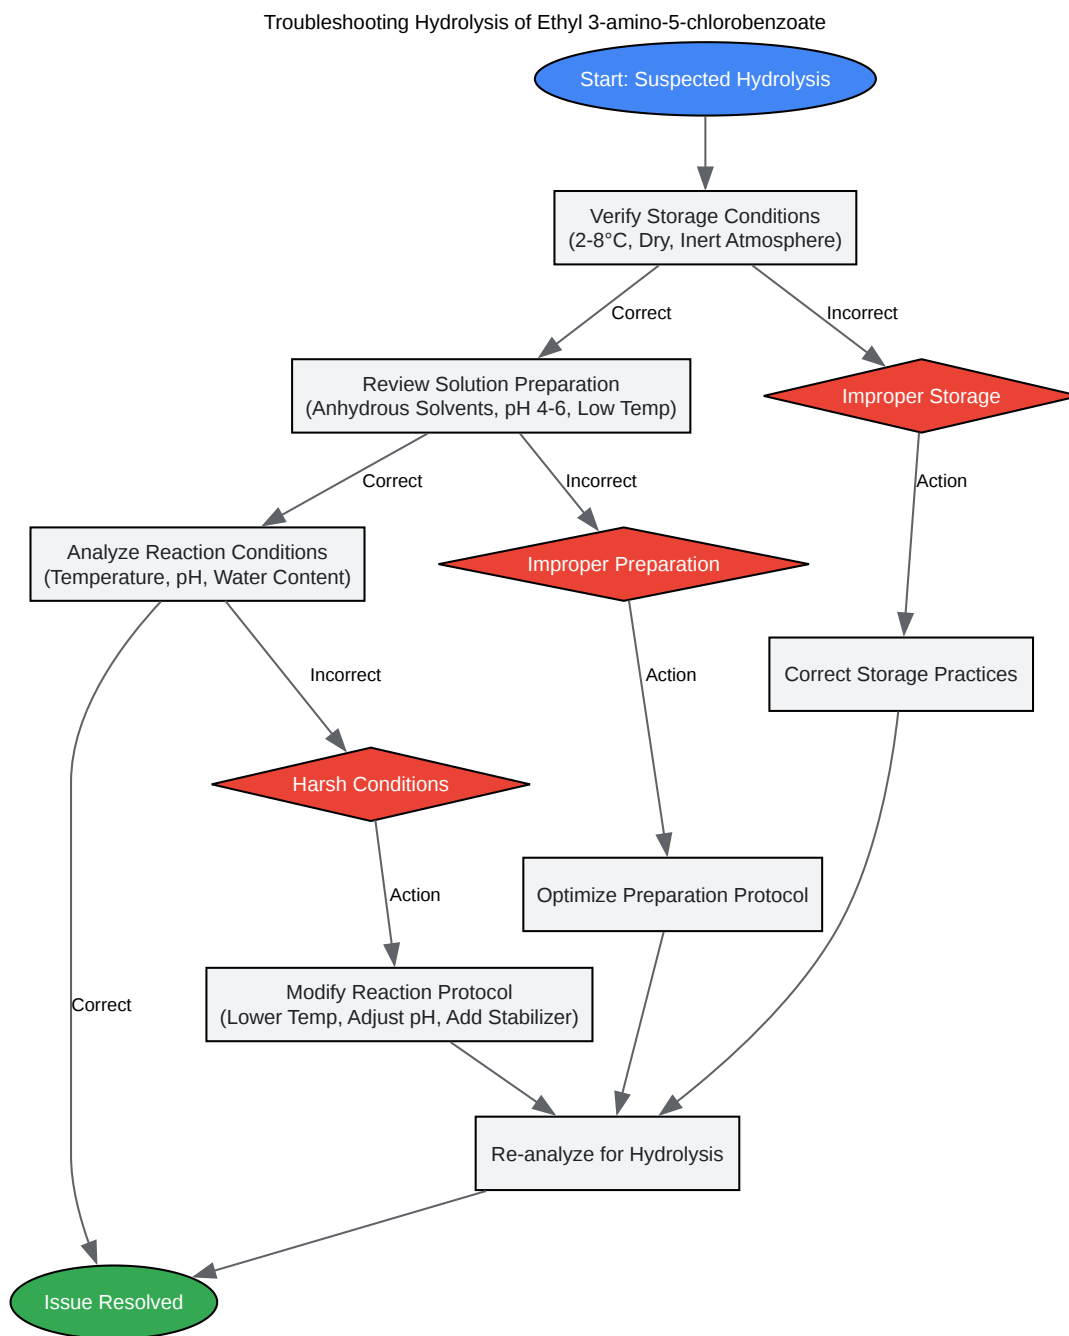 Troubleshooting Hydrolysis of Ethyl 3-amino-5-chlorobenzoate
Start: Suspected Hydrolysis
Verify Storage Conditions
(2-8°C, Dry, Inert Atmosphere)
Correct
Incorrect
Review Solution Preparation
(Anhydrous Solvents, pH 4-6, Low Temp)
Improper Storage
Correct
Incorrect
Action
Analyze Reaction Conditions
(Temperature, pH, Water Content)
Improper Preparation
Incorrect
Action
Correct Storage Practices
Harsh Conditions
Action
Optimize Preparation Protocol
Modify Reaction Protocol
(Lower Temp, Adjust pH, Add Stabilizer)
Correct
Re-analyze for Hydrolysis
Issue Resolved